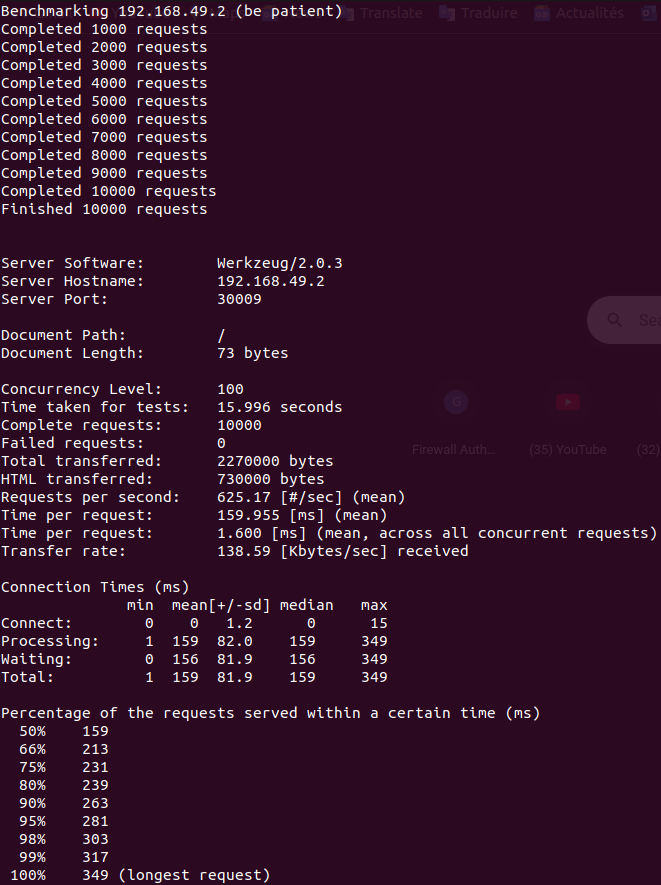 Benchmarking 192.168.49.2 (be patient)
Translate
Traduire
Actualités
Completed 1000 requests
Completed 2000 requests
Completed 3000 requests
Completed 4000 requests
Completed 5000 requests
Completed 6000 requests
Completed 7000 requests
Completed 8000 requests
Completed 9000 requests
Completed 10000 requests
Finished 10000 requests
Server Software: Werkzeug/2.0.3
Server Hostname: 192.168.49.2
Server Port: 30009
Document Path: /
Document Length: 73 bytes
Concurrency Level: 100
Time taken for tests: 15.996 seconds
Complete requests: 10000
Failed requests: 0
Total transferred: 2270000 bytes
HTML transferred: 730000 bytes
Requests per second: 625.17 [#/sec] (mean)
Time per request: 159.955 [ms] (mean)
Time per request: 1.600 [ms] (mean, across all concurrent requests)
Transfer rate: 138.59 [Kbytes/sec] received
Sea
G
Firewall Auth...
(35) YouTube
(32)
Connection Times (ms)
min mean[+/-sd] median max
Connect: 0 0 1.2 0 15
Processing: 1 159 82.0 159 349
Waiting: 0 156 81.9 156 349
Total: 1 159 81.9 159 349
Percentage of the requests served within a certain time (ms)
50% 159
66% 213
75% 231
80% 239
90% 263
95% 281
98% 303
99% 317
100% 349 (longest request)